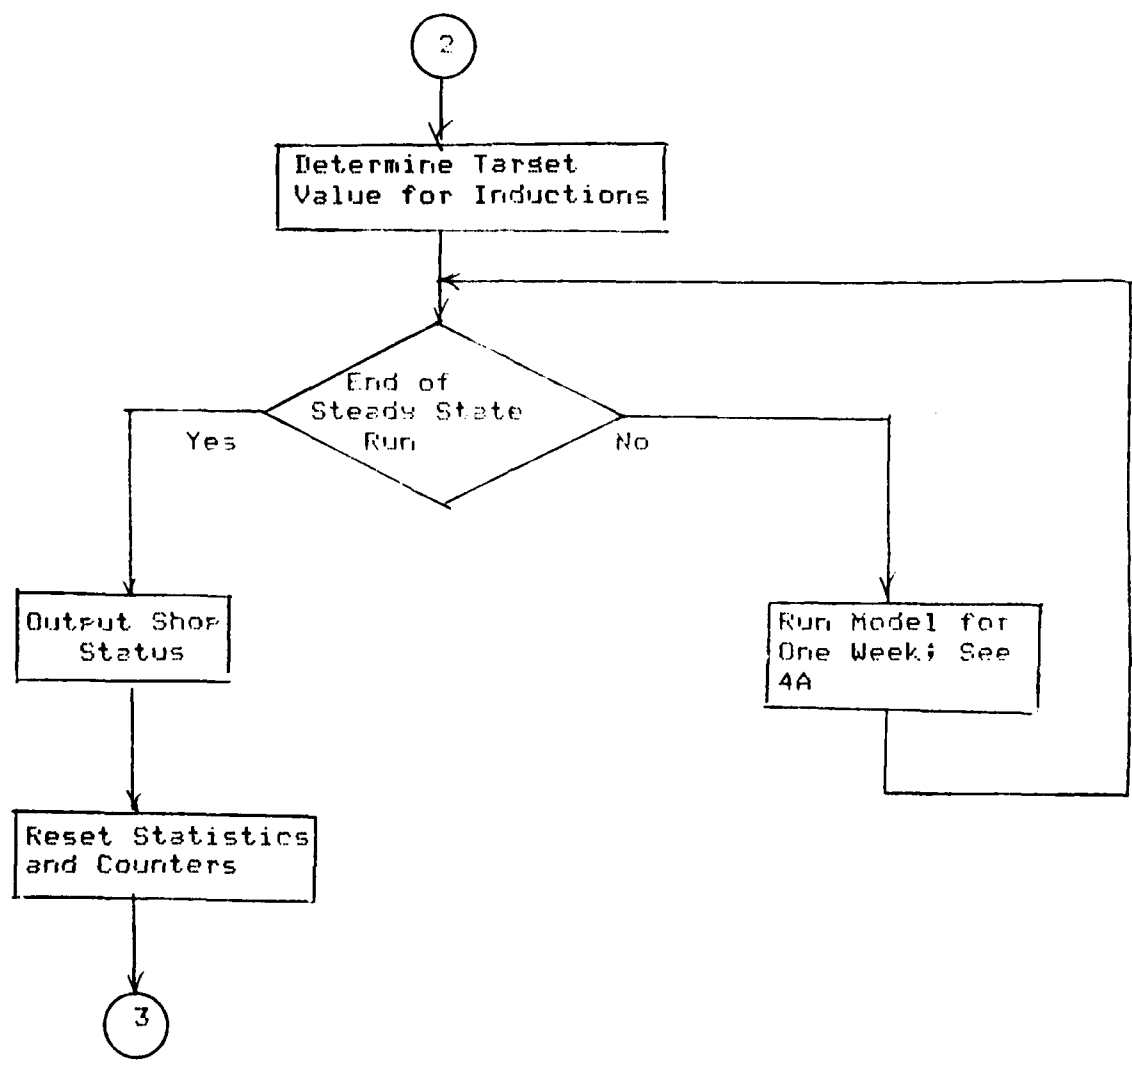 2
Determine Target
Value for Inductions
End of
Steady State
Run
Yes
No
Output Shop
Status
Run Model for
One Week; See
4A
Reset Statistics
and Counters
3